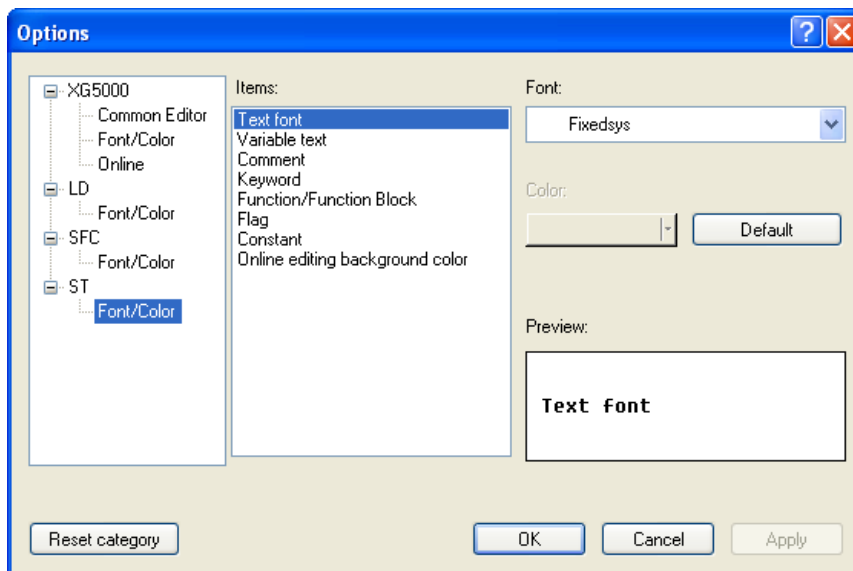 Options
XG5000
Common Editor
Font/Color
Online
LD
Font/Color
SFC
Font/Color
ST
Font/Color
Items:
Text font
Variable text
Comment
Keyword
Function/Function Block
Flag
Constant
Online editing background color
Font:
Fixedsys
Color:
Default
Preview:
Text font
Reset category
OK
Cancel
Apply